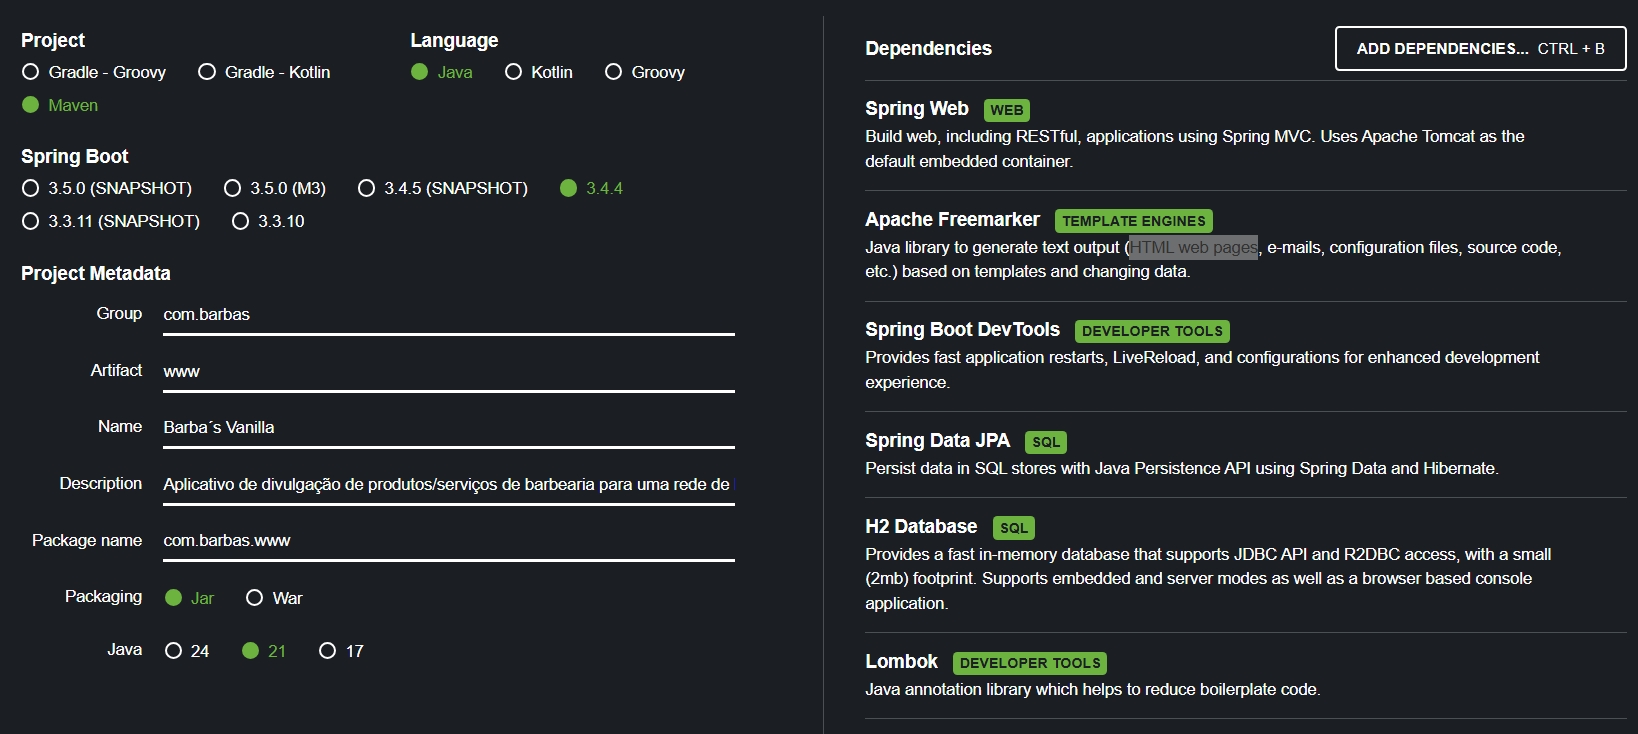 Project
Gradle - Groovy Gradle - Kotlin
Maven
Language
Java Kotlin Groovy
Spring Boot
3.5.0 (SNAPSHOT) 3.5.0 (M3) 3.4.5 (SNAPSHOT) 3.4.4
3.3.11 (SNAPSHOT) 3.3.10
Project Metadata
Group com.barbas
Artifact www
Name Barba´s Vanilla
Description Aplicativo de divulgação de produtos/serviços de barbearia para uma rede de
Package name com.barbas.www
Packaging Jar War
Java 24 21 17
Dependencies ADD DEPENDENCIES... CTRL + B
Spring Web WEB
Build web, including RESTful, applications using Spring MVC. Uses Apache Tomcat as the
default embedded container.
Apache Freemarker TEMPLATE ENGINES
Java library to generate text output (HTML web pages, e-mails, configuration files, source code,
etc.) based on templates and changing data.
Spring Boot DevTools DEVELOPER TOOLS
Provides fast application restarts, LiveReload, and configurations for enhanced development
experience.
Spring Data JPA SQL
Persist data in SQL stores with Java Persistence API using Spring Data and Hibernate.
H2 Database SQL
Provides a fast in-memory database that supports JDBC API and R2DBC access, with a small
(2mb) footprint. Supports embedded and server modes as well as a browser based console
application.
Lombok DEVELOPER TOOLS
Java annotation library which helps to reduce boilerplate code.